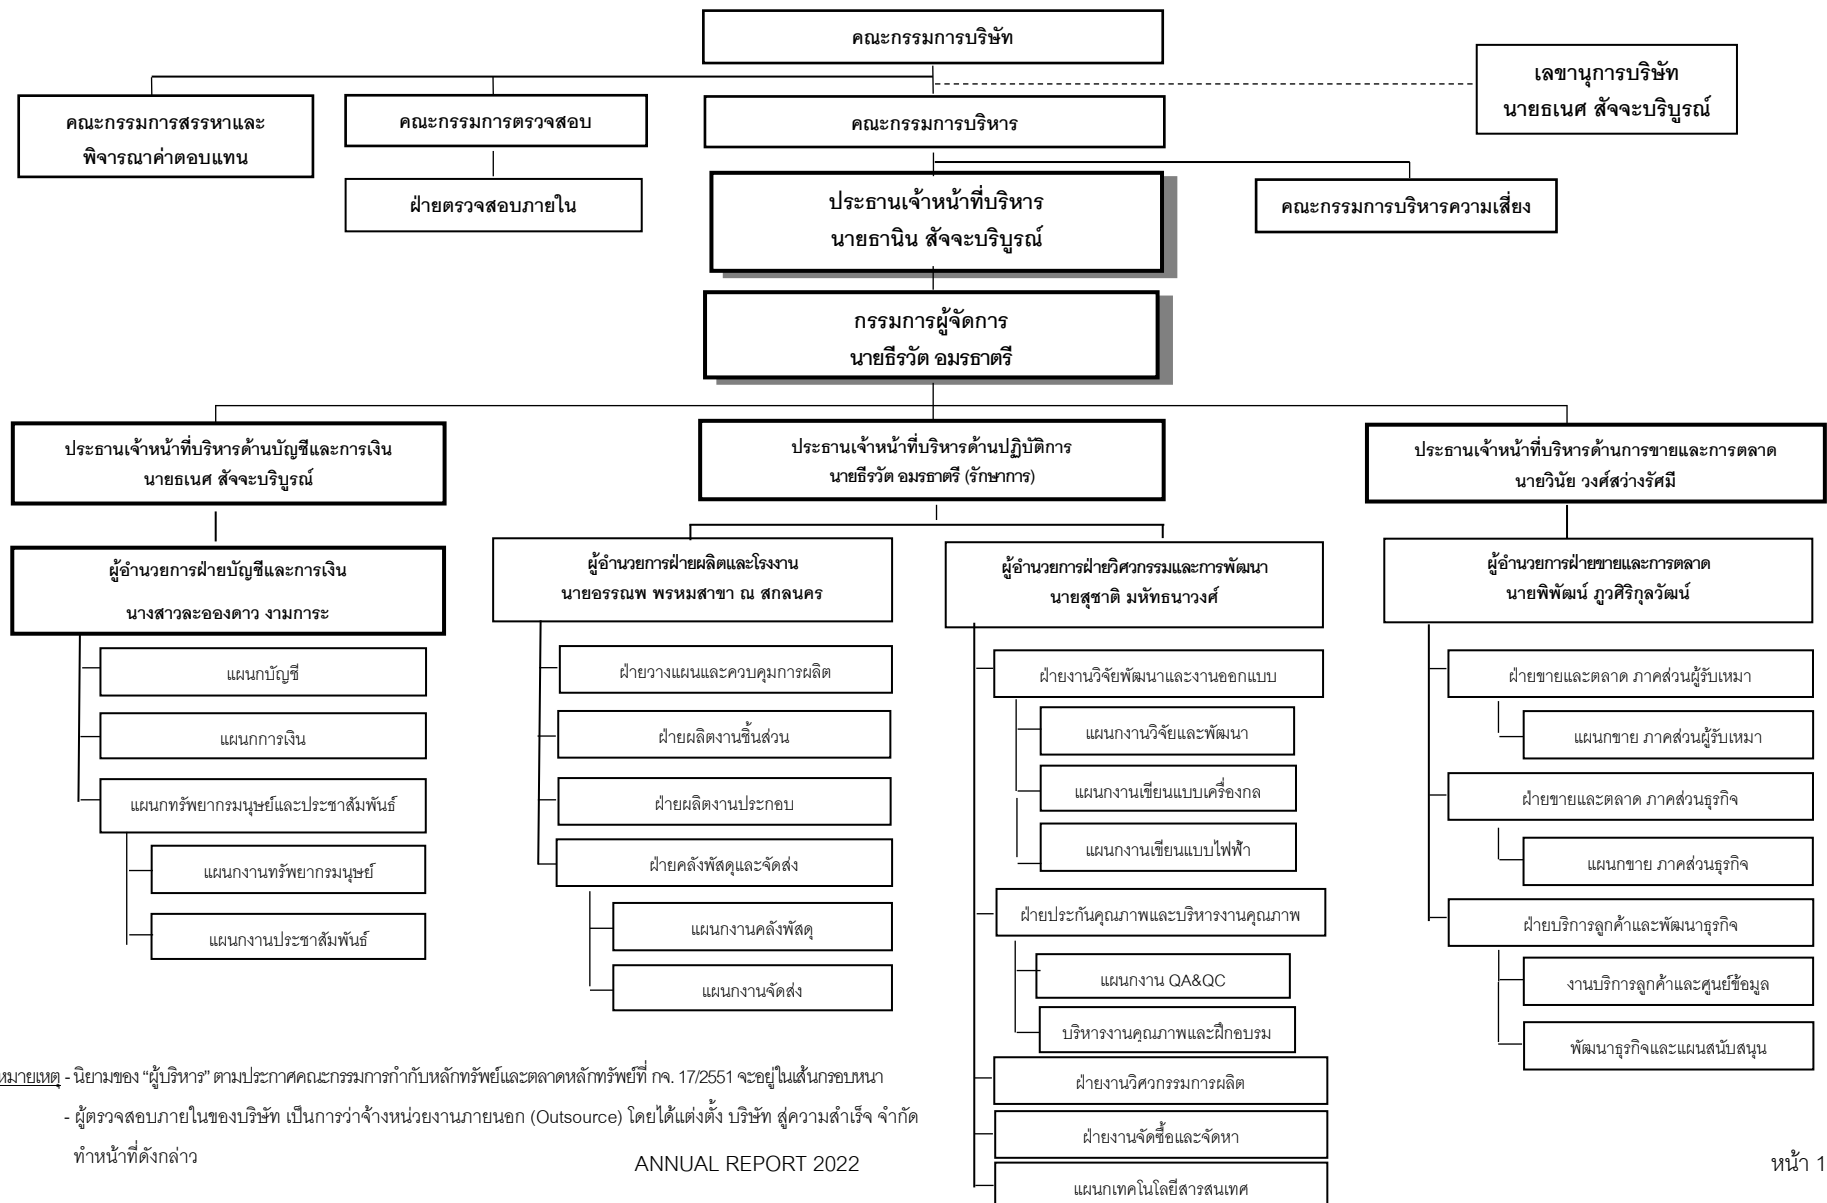 คณะกรรมการบริษัท
เลขานุการบริษัท
นายธเนศ สัจจะบริบูรณ์
คณะกรรมการสรรหาและ
พิจารณาค่าตอบแทน
คณะกรรมการตรวจสอบ
คณะกรรมการบริหาร
ฝ่ายตรวจสอบภายใน
ประธานเจ้าหน้าที่บริหาร
นายธานิน สัจจะบริบูรณ์
คณะกรรมการบริหารความเสี่ยง
กรรมการผู้จัดการ
นายธีรวัต อมรธาตรี
ประธานเจ้าหน้าที่บริหารด้านบัญชีและการเงิน
นายธเนศ สัจจะบริบูรณ์
ประธานเจ้าหน้าที่บริหารด้านปฏิบัติการ
นายธีรวัต อมรธาตรี (รักษาการ)
ประธานเจ้าหน้าที่บริหารด้านการขายและการตลาด
นายวินัย วงศ์สว่างรัศมี
ผู้อำนวยการฝ่ายบัญชีและการเงิน
นางสาวละอองดาว งามการะ
แผนกบัญชี
แผนกการเงิน
แผนกทรัพยากรมนุษย์และประชาสัมพันธ์
แผนกงานทรัพยากรมนุษย์
แผนกงานประชาสัมพันธ์
ผู้อำนวยการฝ่ายผลิตและโรงงาน
นายอรรณพ พรหมสาขา ณ สกลนคร
ฝ่ายวางแผนและควบคุมการผลิต
ฝ่ายผลิตงานชิ้นส่วน
ฝ่ายผลิตงานประกอบ
ฝ่ายคลังพัสดุและจัดส่ง
แผนกงานคลังพัสดุ
แผนกงานจัดส่ง
ผู้อำนวยการฝ่ายวิศวกรรมและการพัฒนา
นายสุชาติ มหัทธนาวงศ์
ฝ่ายงานวิจัยพัฒนาและงานออกแบบ
แผนกงานวิจัยและพัฒนา
แผนกงานเขียนแบบเครื่องกล
แผนกงานเขียนแบบไฟฟ้า
ฝ่ายประกันคุณภาพและบริหารงานคุณภาพ
แผนกงาน QA&QC
บริหารงานคุณภาพและฝึกอบรม
ฝ่ายงานวิศวกรรมการผลิต
ฝ่ายงานจัดซื้อและจัดหา
แผนกเทคโนโลยีสารสนเทศ
ผู้อำนวยการฝ่ายขายและการตลาด
นายพิพัฒน์ ภูวศิริกุลวัฒน์
ฝ่ายขายและตลาด ภาคส่วนผู้รับเหมา
แผนกขาย ภาคส่วนผู้รับเหมา
ฝ่ายขายและตลาด ภาคส่วนธุรกิจ
แผนกขาย ภาคส่วนธุรกิจ
ฝ่ายบริการลูกค้าและพัฒนาธุรกิจ
งานบริการลูกค้าและศูนย์ข้อมูล
พัฒนาธุรกิจและแผนสนับสนุน
หมายเหตุ - นิยามของ “ผู้บริหาร” ตามประกาศคณะกรรมการกำกับหลักทรัพย์และตลาดหลักทรัพย์ที่ กจ. 17/2551 จะอยู่ในเส้นกรอบหนา
- ผู้ตรวจสอบภายในของบริษัท เป็นการว่าจ้างหน่วยงานภายนอก (Outsource) โดยได้แต่งตั้ง บริษัท สู่ความสำเร็จ จำกัด
ทำหน้าที่ดังกล่าว
ANNUAL REPORT 2022
หน้า 1